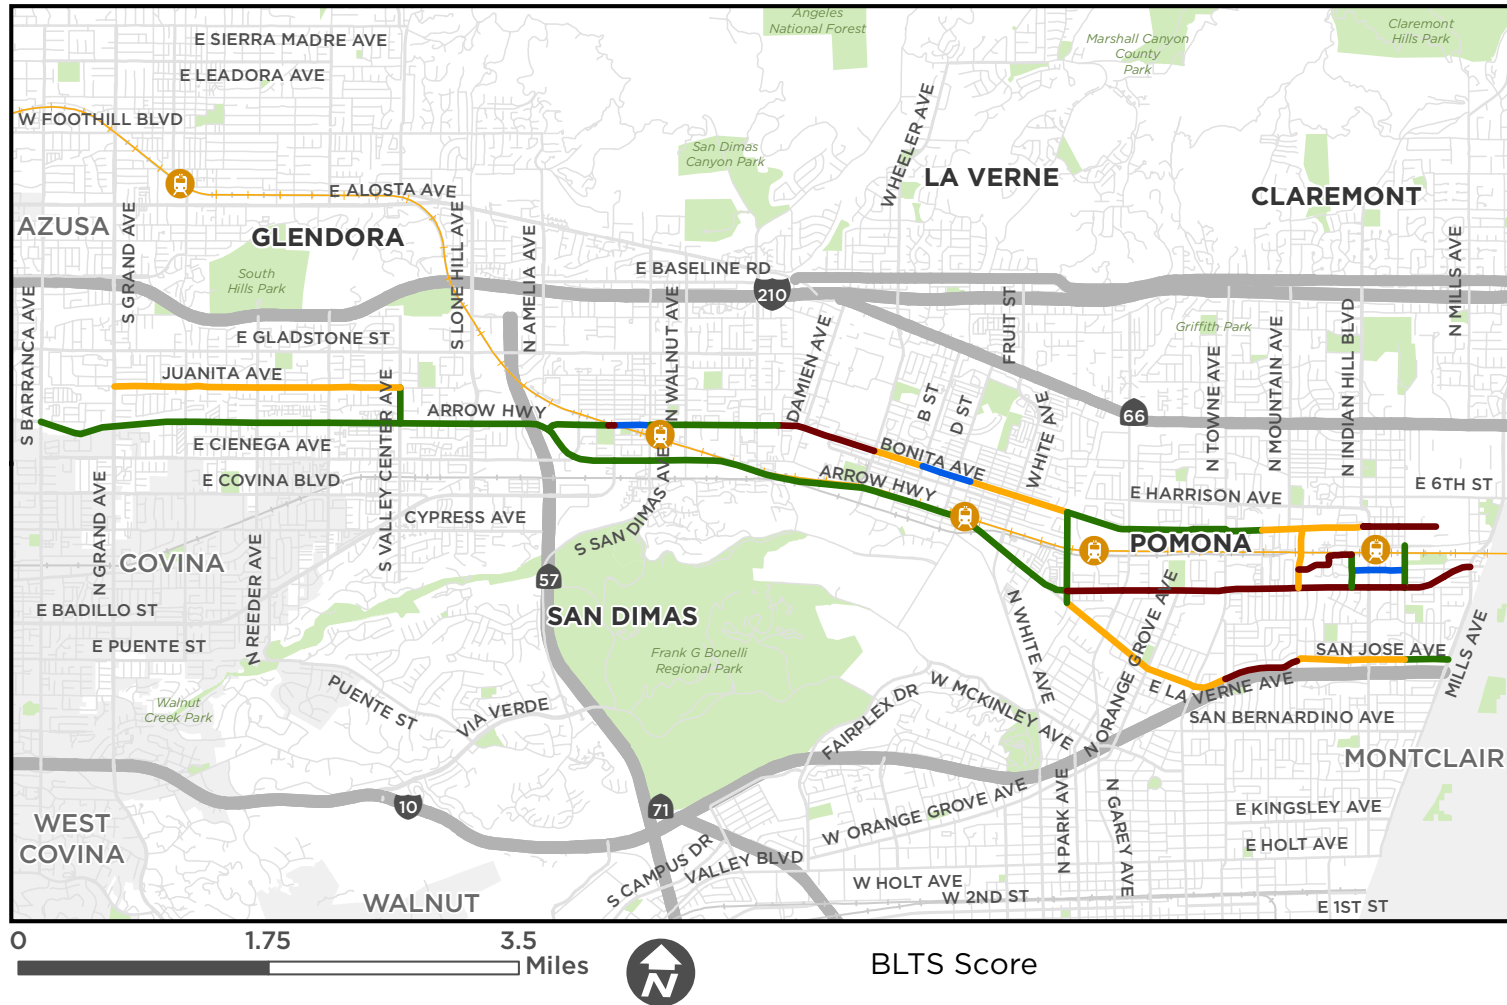 Angeles
National Forest
Claremont
Hills Park
E SIERRA MADRE AVE
Marshall Canyon
County
Park
E LEADORA AVE
W FOOTHILL BLVD
WHEELER AVE
San Dimas
Canyon Park
LA VERNE
CLAREMONT
E ALOSTA AVE
AZUSA
S GRAND AVE
GLENDORA
S LONE HILL AVE
N AMELIA AVE
N MILLS AVE
South
Hills Park
E BASELINE RD
210
S BARRANCA AVE
N WALNUT AVE
DAMIEN AVE
FRUIT ST
Griffith Park
N TOWNE AVE
N MOUNTAIN AVE
N INDIAN HILL BLVD
E GLADSTONE ST
JUANITA AVE
S VALLEY CENTER AVE
ARROW HWY
B ST
D ST
WHITE AVE
66
E CIENEGA AVE
BONITA AVE
E COVINA BLVD
ARROW HWY
E HARRISON AVE
E 6TH ST
N GRAND AVE
CYPRESS AVE
S SAN DIMAS AVE
POMONA
COVINA
N REEDER AVE
57
E BADILLO ST
SAN DIMAS
N WHITE AVE
N ORANGE GROVE AVE
E PUENTE ST
Frank G Bonelli
Regional Park
SAN JOSE AVE
MILLS AVE
Walnut
Creek Park
PUENTE ST
VIA VERDE
FAIRPLEX DR
W MCKINLEY AVE
E LA VERNE AVE
SAN BERNARDINO AVE
MONTCLAIR
10
71
W ORANGE GROVE AVE
N PARK AVE
N GAREY AVE
E KINGSLEY AVE
WEST
COVINA
S CAMPUS DR
VALLEY BLVD
E HOLT AVE
WALNUT
W HOLT AVE
W 2ND ST
E 1ST ST
0 1.75 3.5
Miles
N
BLTS Score